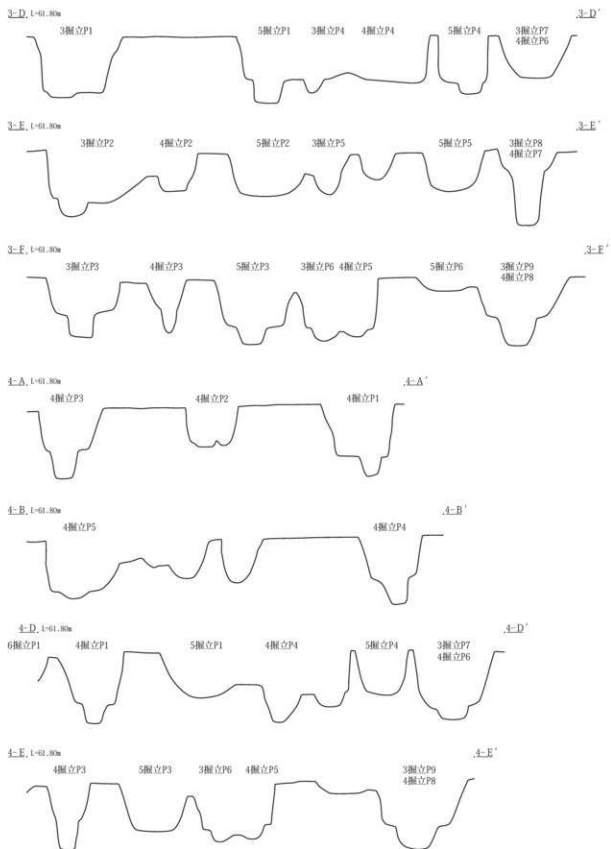 3-D L=61.80m 3-D′
3掘立P1 5掘立P1 3掘立P4 4掘立P4 5掘立P4 3掘立P7
4掘立P6
3-E L=61.80m 3-E′
3掘立P2 4掘立P2 5掘立P2 3掘立P5 5掘立P5 3掘立P8
4掘立P7
3-F L=61.80m 3-F′
3掘立P3 4掘立P3 5掘立P3 3掘立P6 4掘立P5 5掘立P6 3掘立P9
4掘立P8
4-A L=61.80m 4-A′
4掘立P3 4掘立P2 4掘立P1
4-B L=61.80m 4-B′
4掘立P5 4掘立P4
4-D L=61.80m 4-D′
6掘立P1 4掘立P1 5掘立P1 4掘立P4 5掘立P4 3掘立P7
4掘立P6
4-E L=61.80m 4-E′
4掘立P3 5掘立P3 3掘立P6 4掘立P5 3掘立P9
4掘立P8